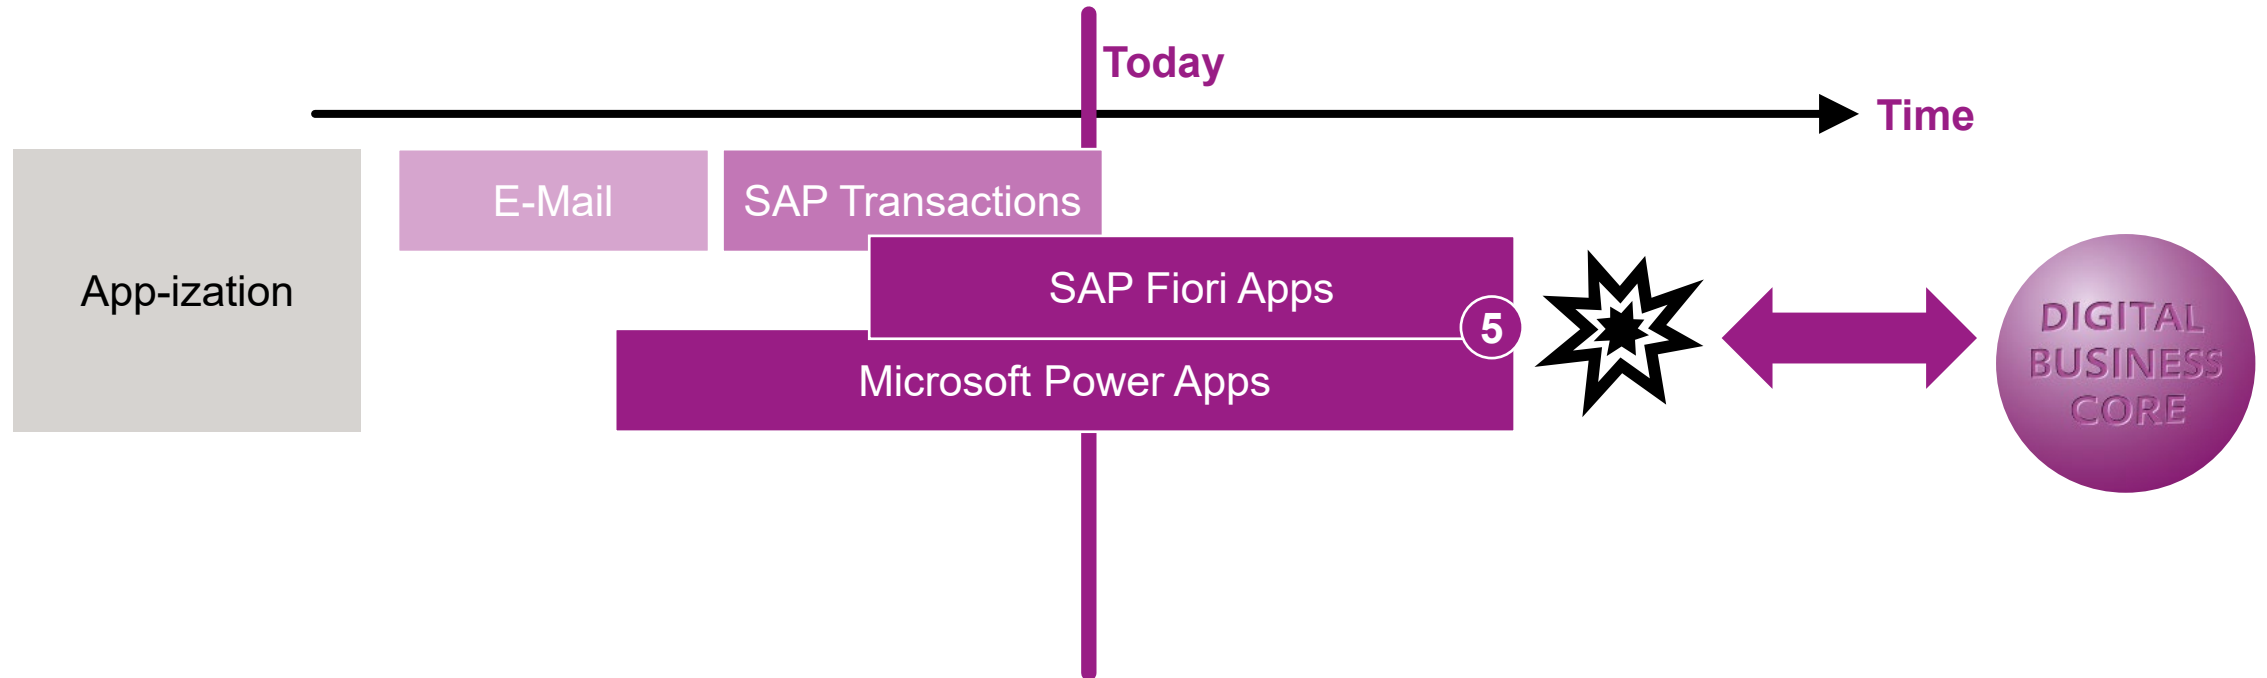 Today
Time
E-Mail
SAP Transactions
App-ization
SAP Fiori Apps
5
Microsoft Power Apps
DIGITAL
BUSINESS
CORE